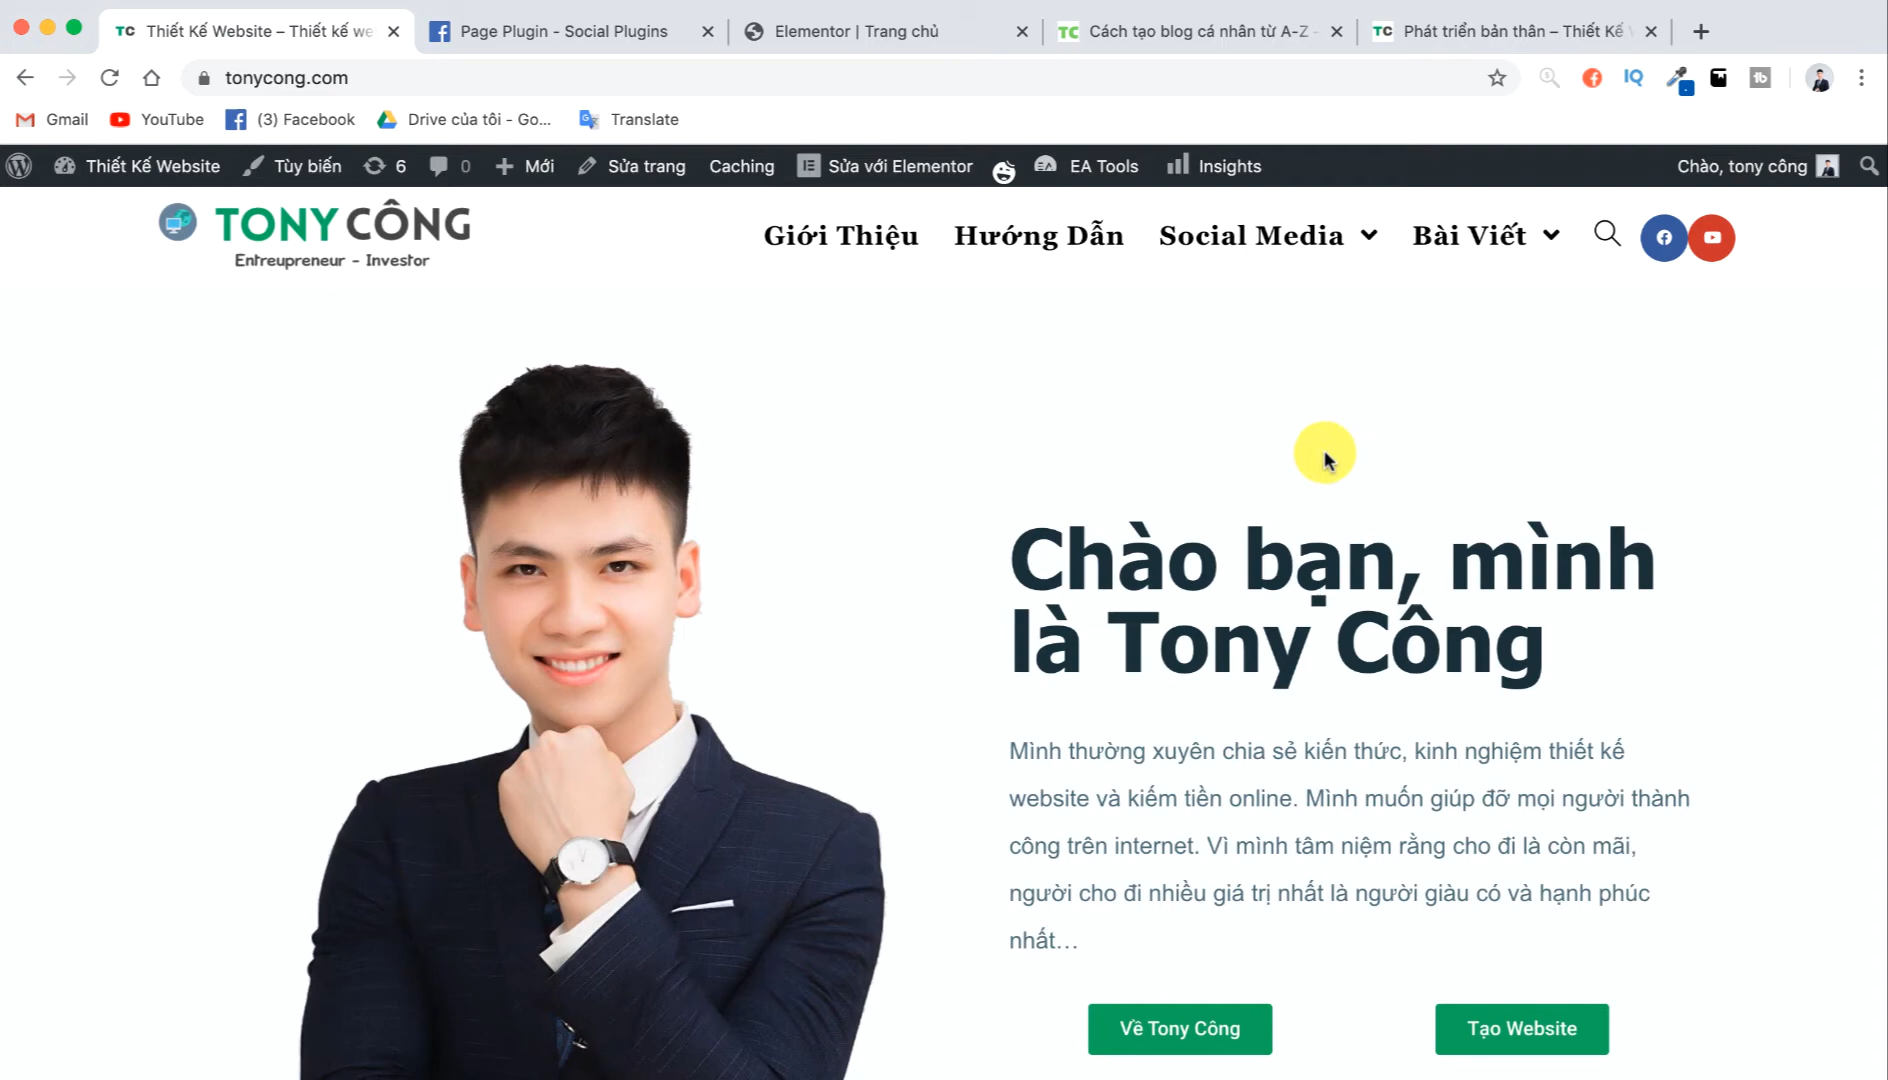 TC Thiết Kế Website – Thiết kế we
Page Plugin - Social Plugins
Elementor | Trang chủ
TC Cách tạo blog cá nhân từ A-Z -
TC Phát triển bản thân – Thiết Kế
tonycong.com
IQ
Gmail
YouTube
(3) Facebook
Drive của tôi - Go...
Translate
Thiết Kế Website
Tùy biến
6
0
Mới
Sửa trang
Caching
Sửa với Elementor
EA Tools
Insights
Chào, tony công
TONY CÔNG
Entreupreneur - Investor
Giới Thiệu
Hướng Dẫn
Social Media
Bài Viết
Chào bạn, mình
là Tony Công
Mình thường xuyên chia sẻ kiến thức, kinh nghiệm thiết kế
website và kiếm tiền online. Mình muốn giúp đỡ mọi người thành
công trên internet. Vì mình tâm niệm rằng cho đi là còn mãi,
người cho đi nhiều giá trị nhất là người giàu có và hạnh phúc
nhất...
Về Tony Công
Tạo Website